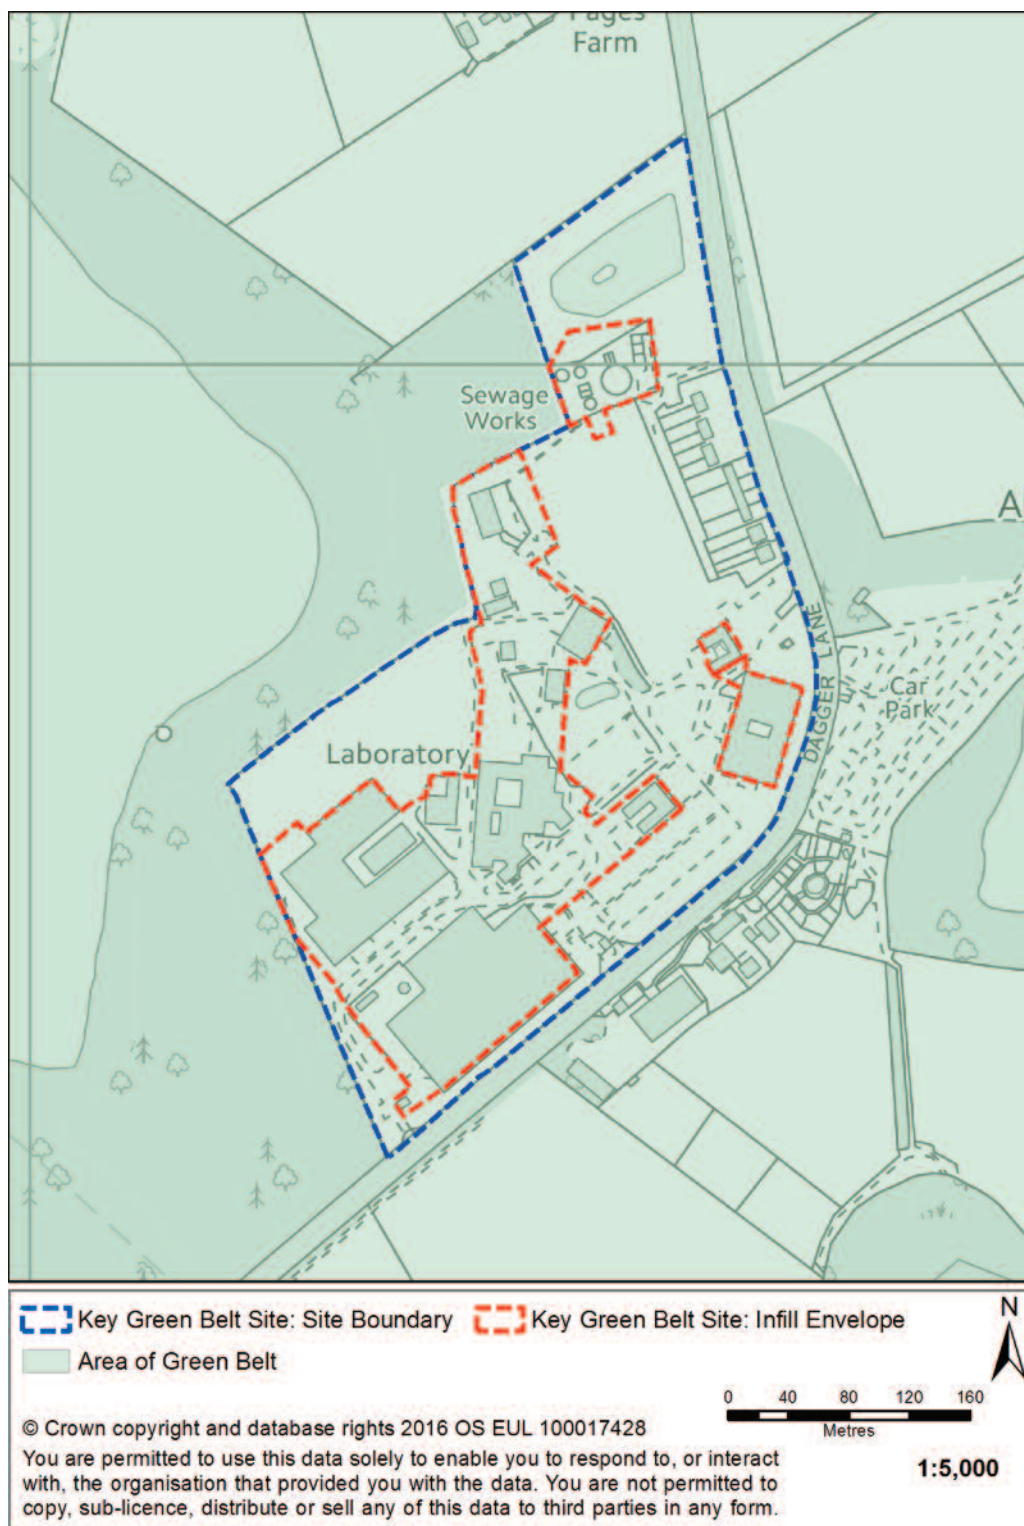 Pages
Farm
Sewage
Works
A
DAGGER LANE
Car
Park
Laboratory
Key Green Belt Site: Site Boundary
Key Green Belt Site: Infill Envelope
N
Area of Green Belt
0 40 80 120 160
Metres
© Crown copyright and database rights 2016 OS EUL 100017428
You are permitted to use this data solely to enable you to respond to, or interact
with, the organisation that provided you with the data. You are not permitted to
copy, sub-licence, distribute or sell any of this data to third parties in any form.
1:5,000